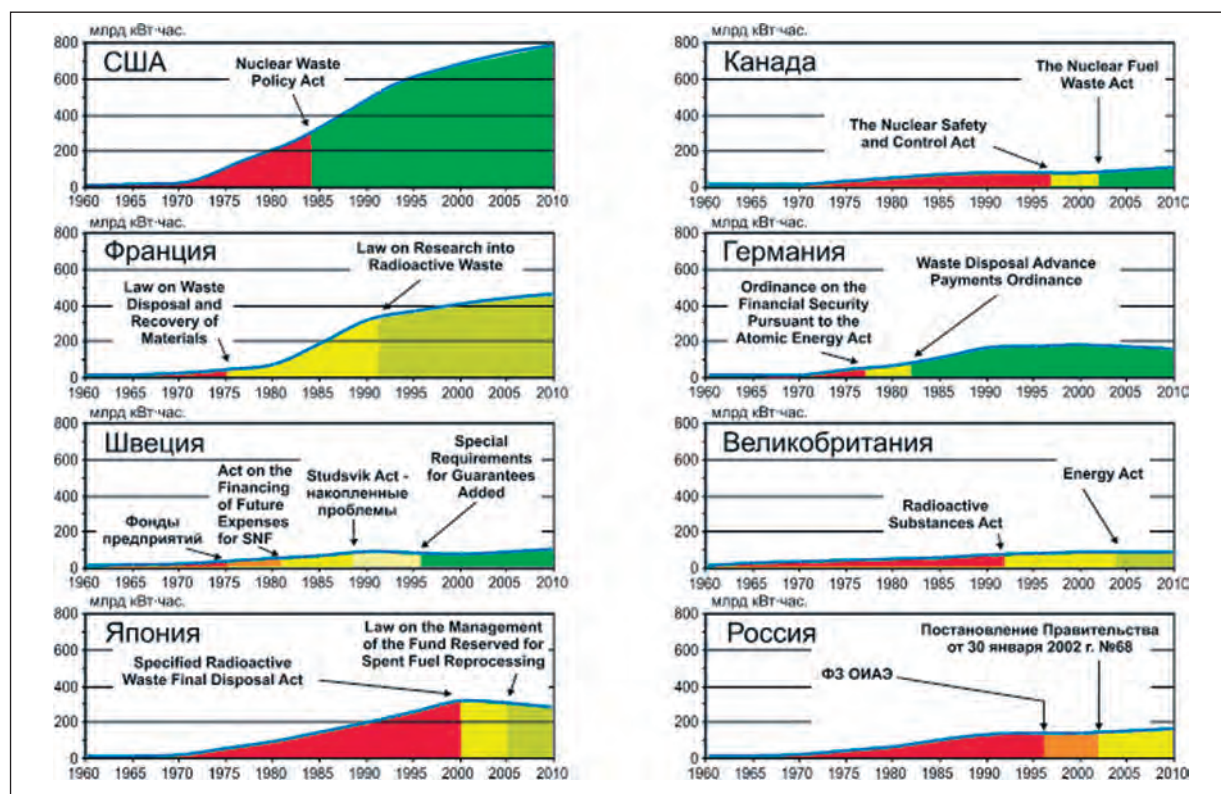 млрд кВт·час.
800
США
600
400
200
0
Nuclear Waste
Policy Act
1960 1965 1970 1975 1980 1985 1990 1995 2000 2005 2010
млрд кВт·час.
800
Канада
600
400
200
0
The Nuclear Fuel
Waste Act
The Nuclear Safety
and Control Act
1960 1965 1970 1975 1980 1985 1990 1995 2000 2005 2010
млрд кВт·час.
800
Франция
600
400
200
0
Law on Research into
Radioactive Waste
Law on Waste
Disposal and
Recovery of
Materials
1960 1965 1970 1975 1980 1985 1990 1995 2000 2005 2010
млрд кВт·час.
800
Германия
600
400
200
0
Waste Disposal Advance
Payments Ordinance
Ordinance on the
Financial Security
Pursuant to the
Atomic Energy Act
1960 1965 1970 1975 1980 1985 1990 1995 2000 2005 2010
млрд кВт·час.
800
Швеция
600
400
200
0
Фонды
предприятий
Act on the
Financing
of Future
Expenses
for SNF
Studsvik Act -
накопленные
проблемы
Special
Requirements
for Guarantees
Added
1960 1965 1970 1975 1980 1985 1990 1995 2000 2005 2010
млрд кВт·час.
800
Великобритания
600
400
200
0
Energy Act
Radioactive
Substances Act
1960 1965 1970 1975 1980 1985 1990 1995 2000 2005 2010
млрд кВт·час.
800
Япония
600
400
200
0
Law on the Management
of the Fund Reserved for
Spent Fuel Reprocessing
Specified Radioactive
Waste Final Disposal Act
1960 1965 1970 1975 1980 1985 1990 1995 2000 2005 2010
млрд кВт·час.
800
Россия
600
400
200
0
Постановление Правительства
от 30 января 2002 г. №68
ФЗ ОИАЭ
1960 1965 1970 1975 1980 1985 1990 1995 2000 2005 2010